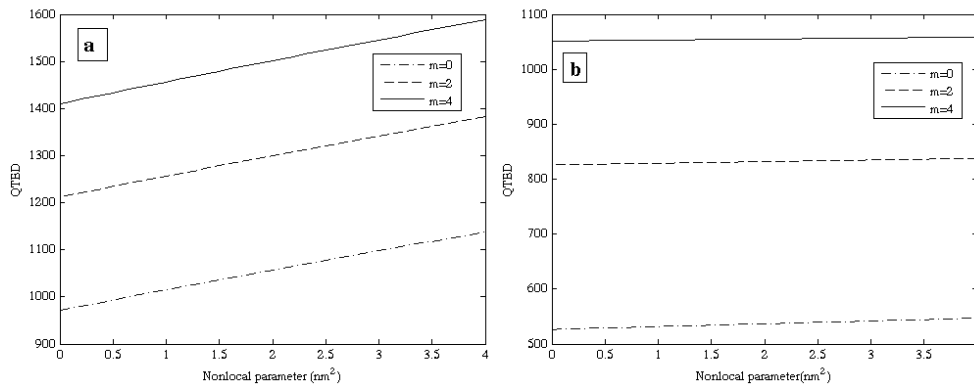 1600
1500
1400
1300
1200
1100
1000
900
QTED
a
m=0
m=2
m=4
0 0.5 1 1.5 2 2.5 3 3.5 4
Nonlocal parameter (nm²)
1100
1000
900
800
700
600
500
QTED
b
m=0
m=2
m=4
0 0.5 1 1.5 2 2.5 3 3.5
Nonlocal parameter(nm²)